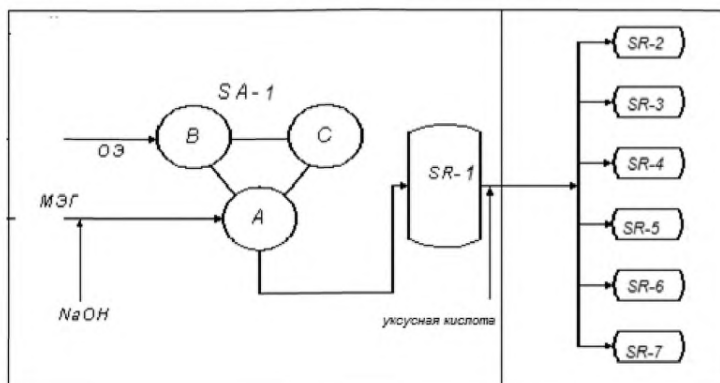 SA-1
B
C
ОЭ
МЭГ
A
NaOH
SR-1
уксусная кислота
SR-2
SR-3
SR-4
SR-5
SR-6
SR-7